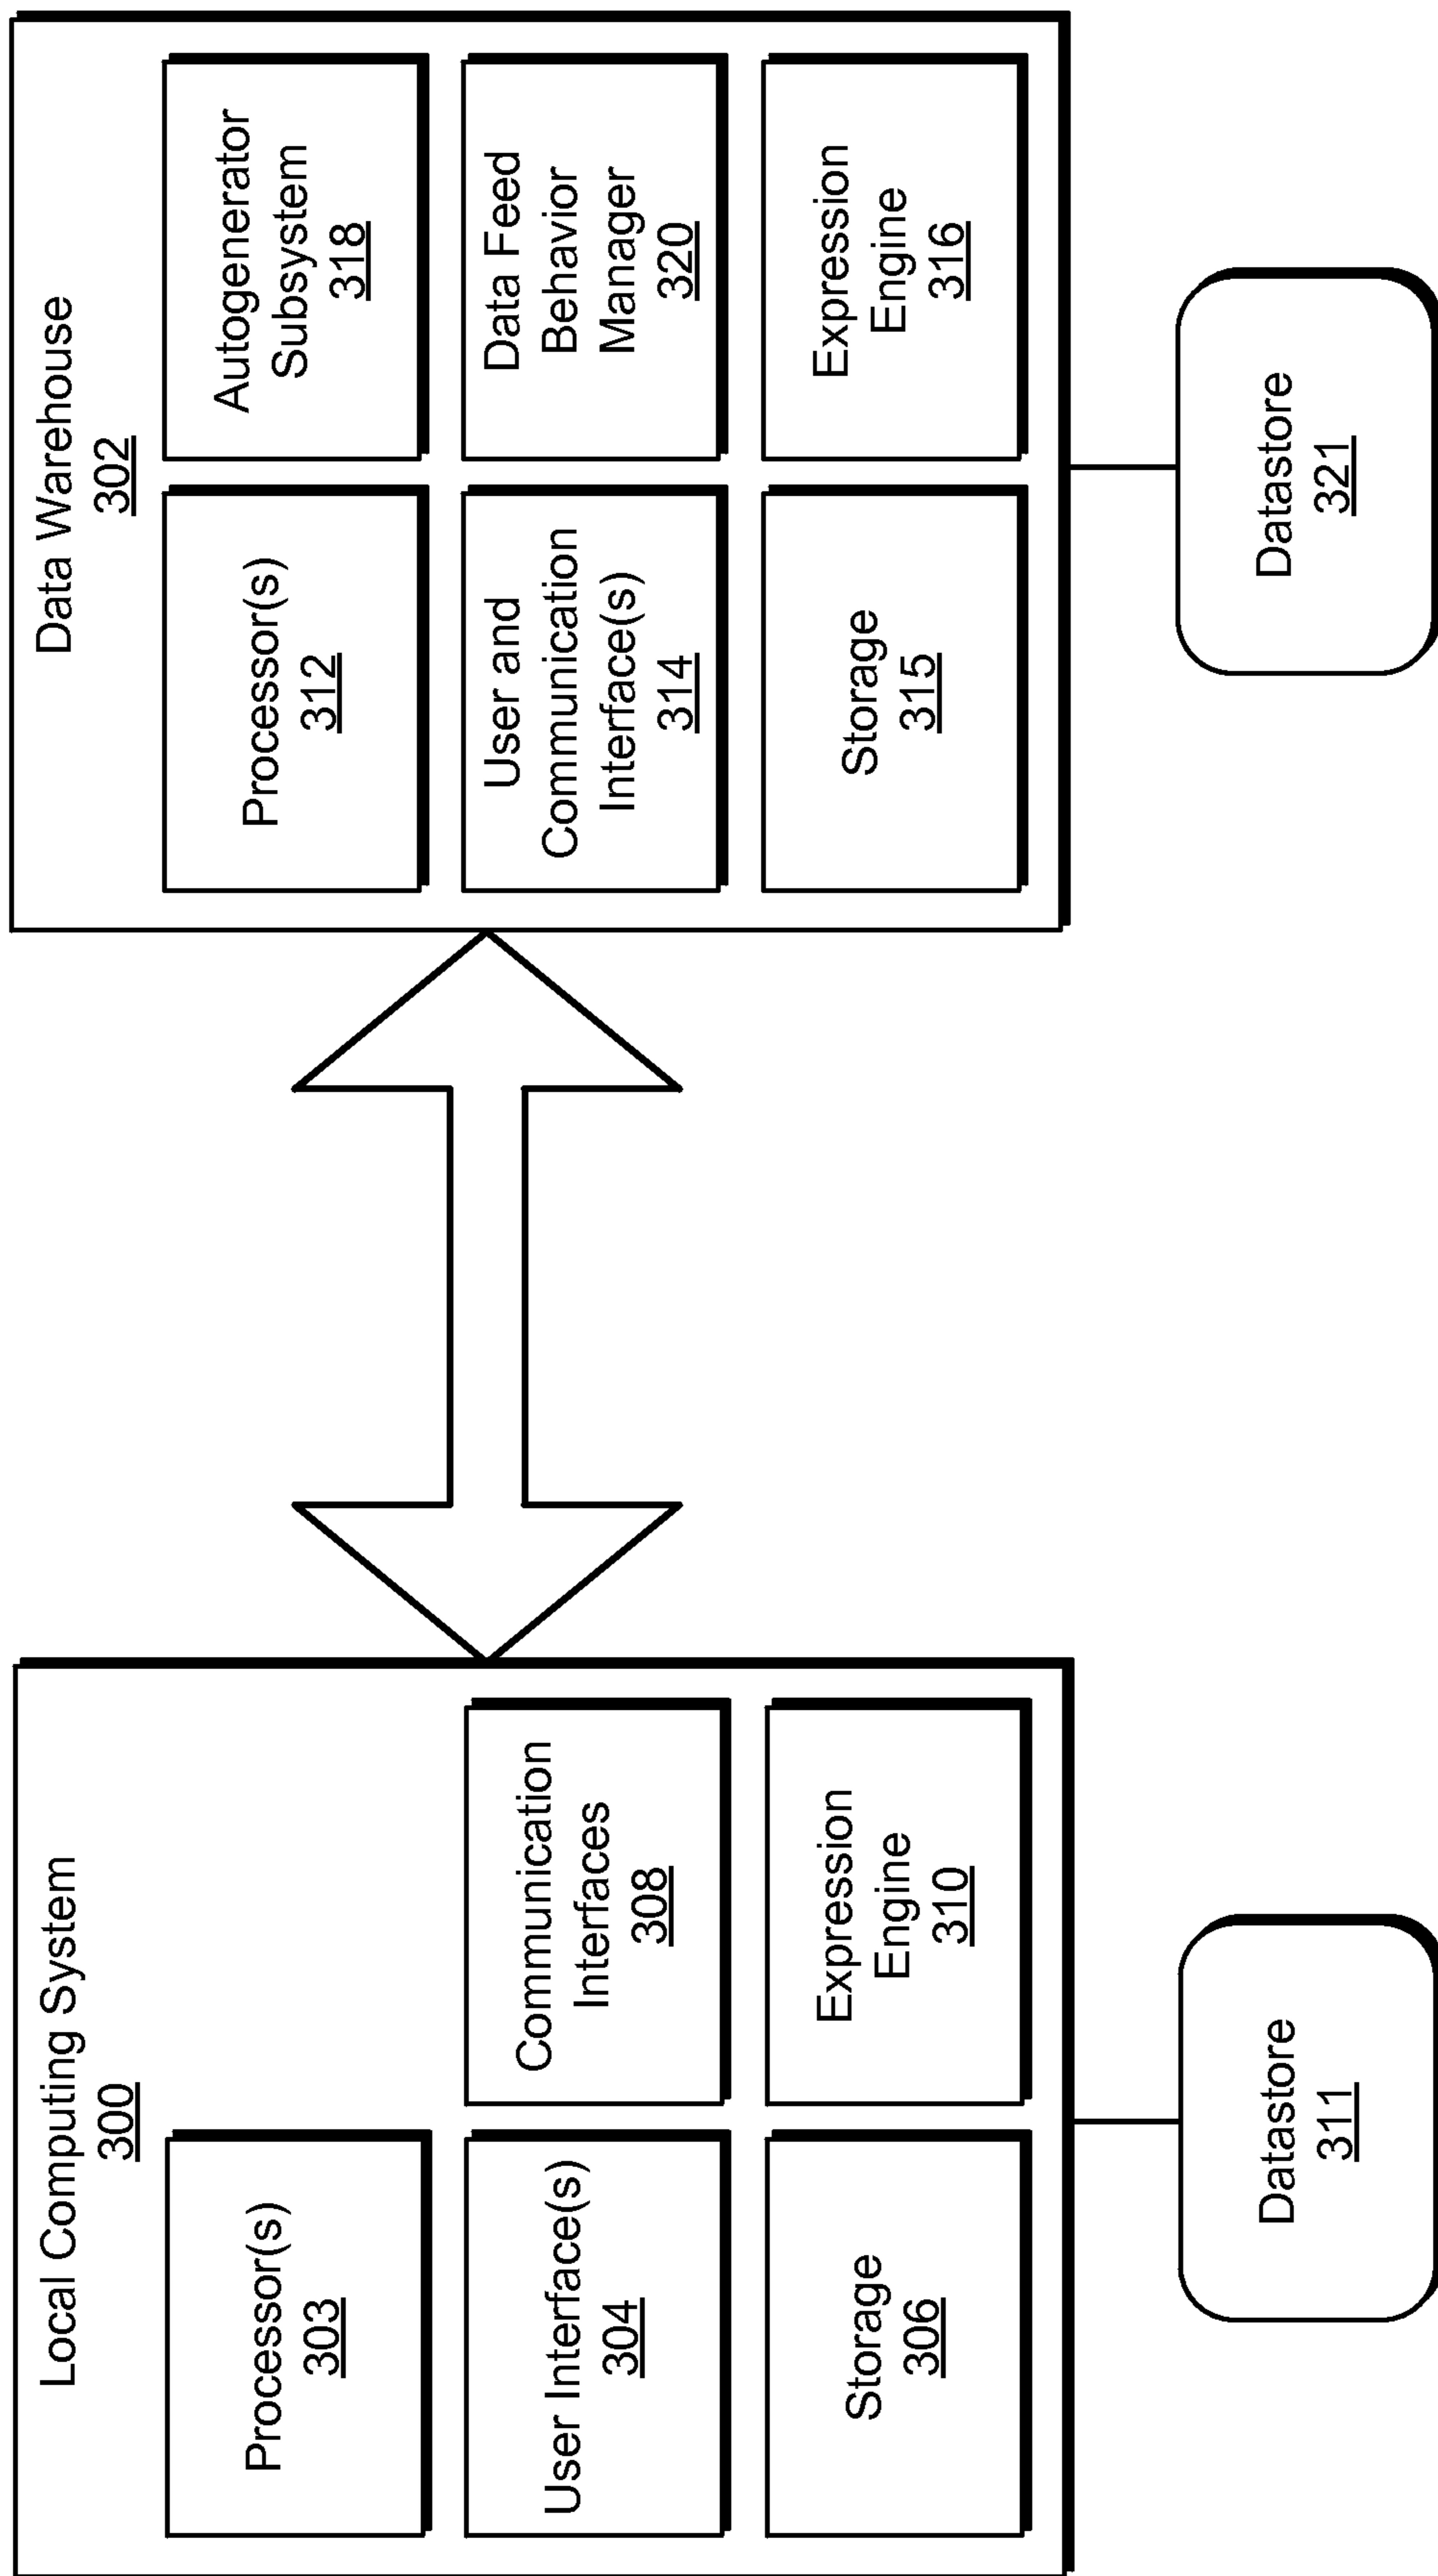 Local Computing System
300
Processor(s)
303
User Interface(s)
304
Communication
Interfaces
308
Storage
306
Expression
Engine
310
Datastore
311
Data Warehouse
302
Processor(s)
312
Autogenerator
Subsystem
318
User and
Communication
Interface(s)
314
Data Feed
Behavior
Manager
320
Storage
315
Expression
Engine
316
Datastore
321